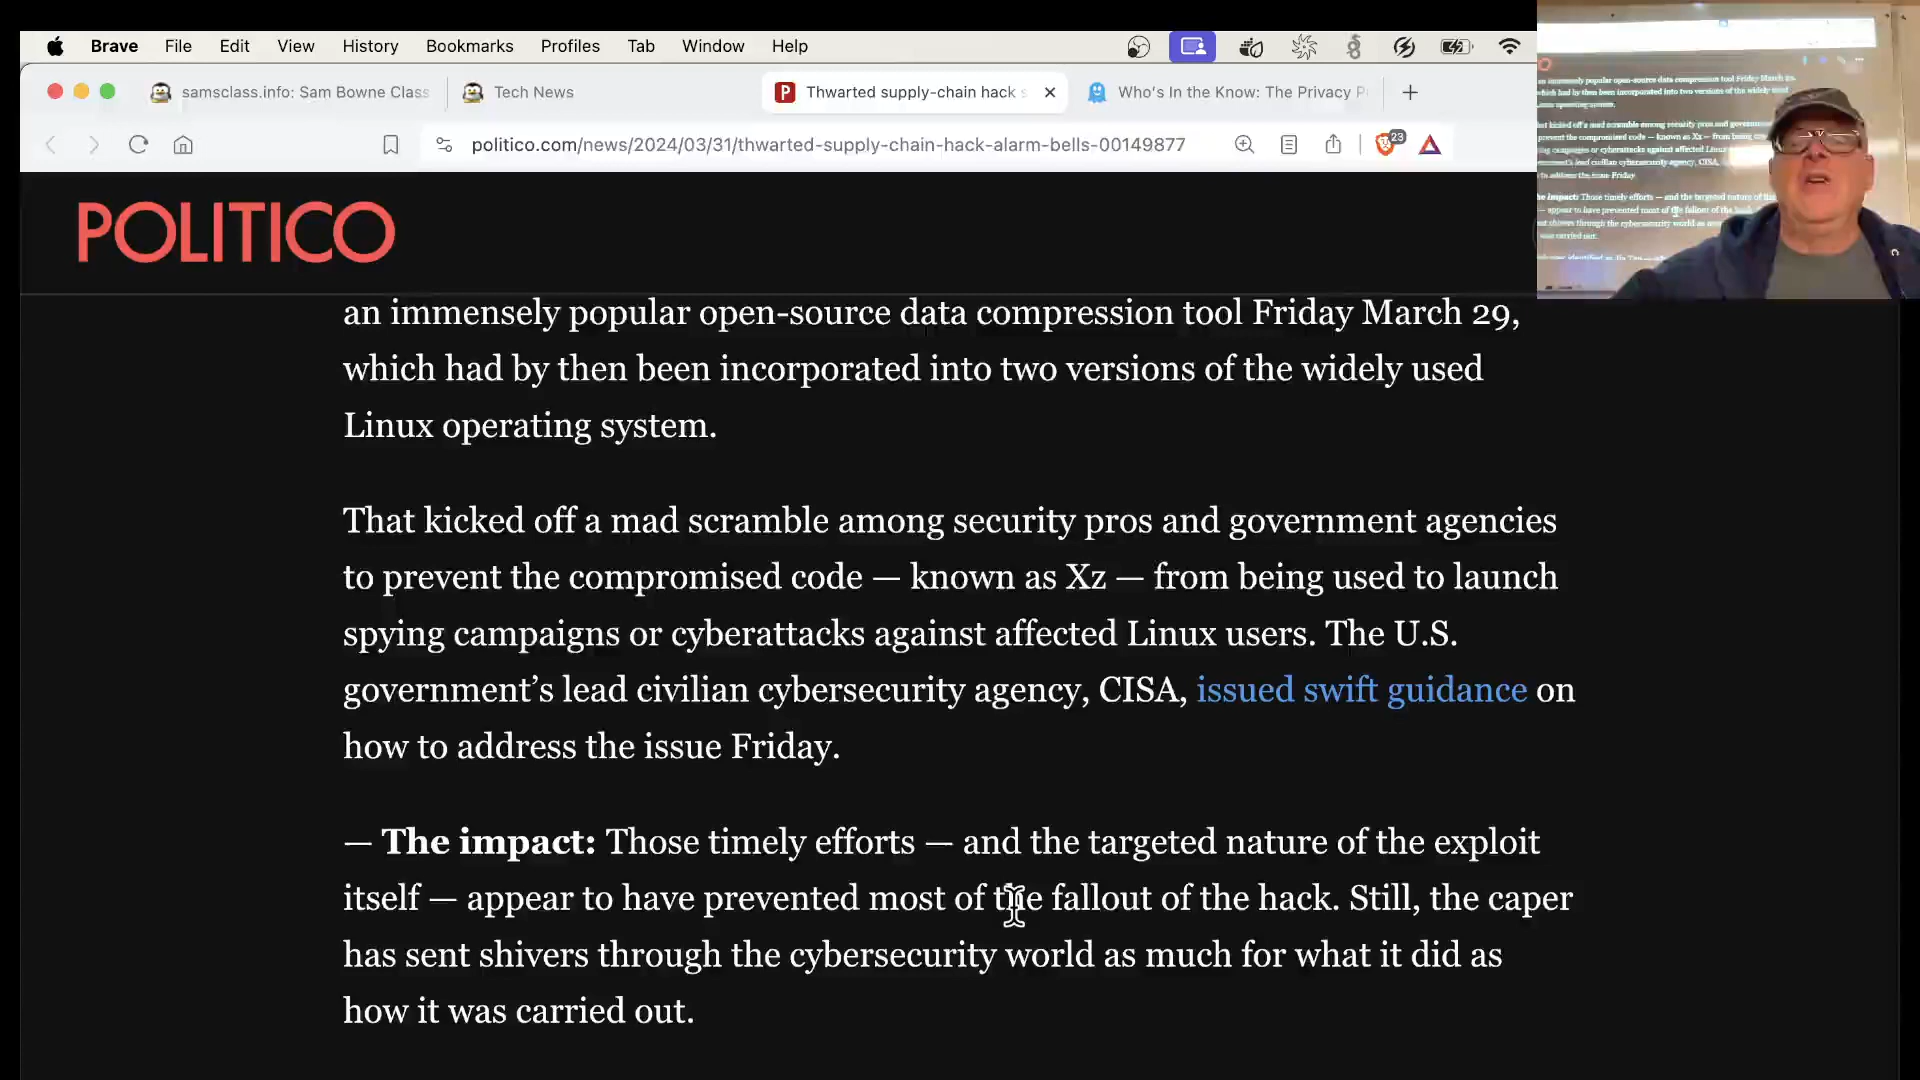 Brave File Edit View History Bookmarks Profiles Tab Window Help
samsclass.info: Sam Bowne Class
Tech News
Thwarted supply-chain hack s
Who's In the Know: The Privacy P
politico.com/news/2024/03/31/thwarted-supply-chain-hack-alarm-bells-00149877
23
POLITICO
an immensely popular open-source data compression tool Friday March 29,
which had by then been incorporated into two versions of the widely used
Linux operating system.
That kicked off a mad scramble among security pros and government agencies
to prevent the compromised code — known as Xz — from being used to launch
spying campaigns or cyberattacks against affected Linux users. The U.S.
government’s lead civilian cybersecurity agency, CISA, issued swift guidance on
how to address the issue Friday.
— The impact: Those timely efforts — and the targeted nature of the exploit
itself — appear to have prevented most of the fallout of the hack. Still, the caper
has sent shivers through the cybersecurity world as much for what it did as
how it was carried out.